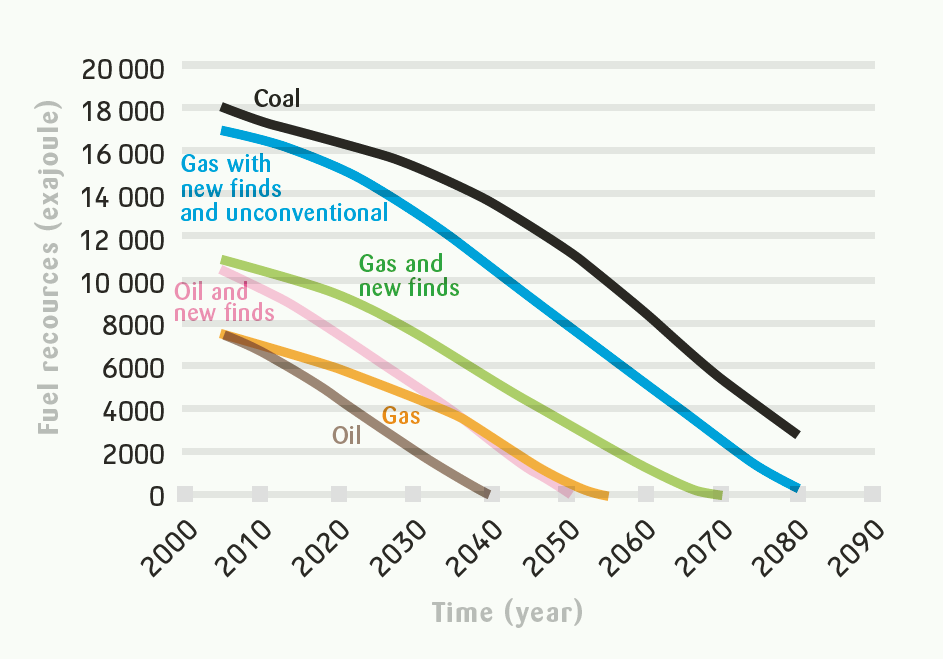 20 000
18 000
16 000
14 000
12 000
10 000
8000
6000
4000
2000
0
Fuel recources (exajoule)
Coal
Gas with
new finds
and unconventional
Gas and
new finds
Oil and
new finds
Gas
Oil
2000 2010 2020 2030 2040 2050 2060 2070 2080 2090
Time (year)